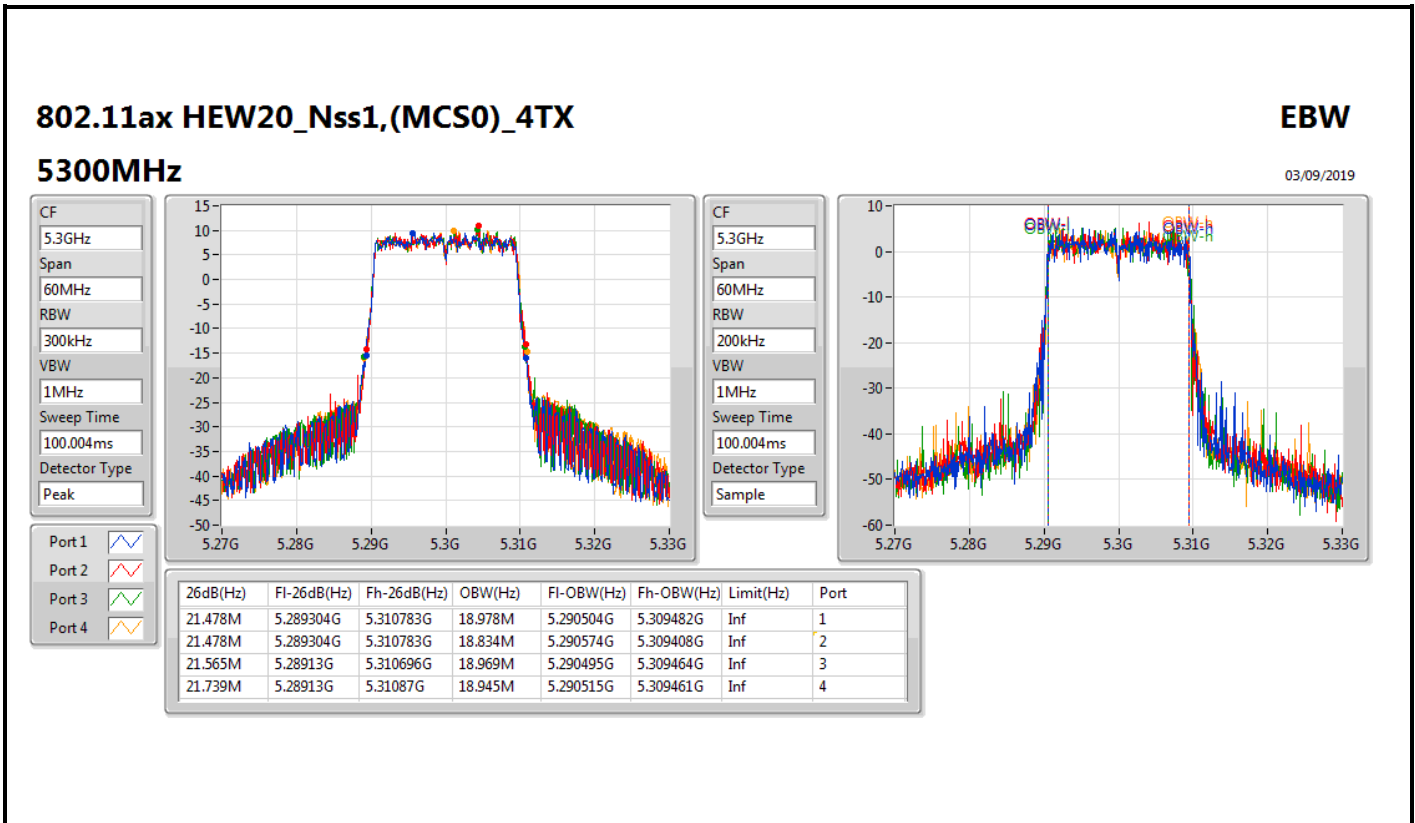 802.11ax HEW20_Nss1,(MCS0)_4TX
EBW
5300MHz
03/09/2019
CF
5.3GHz
Span
60MHz
RBW
300kHz
VBW
1MHz
Sweep Time
100.004ms
Detector Type
Peak
15
10
5
0
-5
-10
-15
-20
-25
-30
-35
-40
-45
-50
5.27G 5.28G 5.29G 5.3G 5.31G 5.32G 5.33G
CF
5.3GHz
Span
60MHz
RBW
200kHz
VBW
1MHz
Sweep Time
100.004ms
Detector Type
Sample
10
0
-10
-20
-30
-40
-50
-60
OBW-l OBW-h
5.27G 5.28G 5.29G 5.3G 5.31G 5.32G 5.33G
Port 1
Port 2
Port 3
Port 4
26dB(Hz) Fl-26dB(Hz) Fh-26dB(Hz) OBW(Hz) Fl-OBW(Hz) Fh-OBW(Hz) Limit(Hz) Port
21.478M 5.289304G 5.310783G 18.978M 5.290504G 5.309482G Inf 1
21.478M 5.289304G 5.310783G 18.834M 5.290574G 5.309408G Inf 2
21.565M 5.28913G 5.310696G 18.969M 5.290495G 5.309464G Inf 3
21.739M 5.28913G 5.31087G 18.945M 5.290515G 5.309461G Inf 4